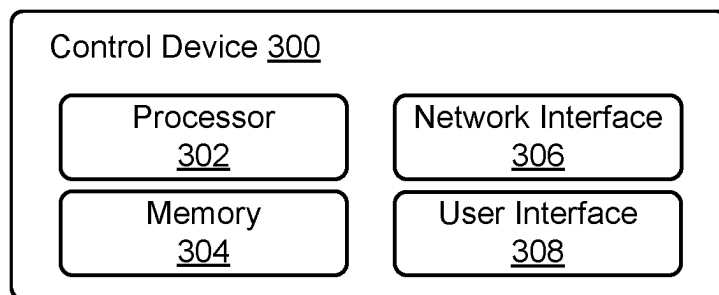 Control Device 300
Processor
302
Network Interface
306
Memory
304
User Interface
308